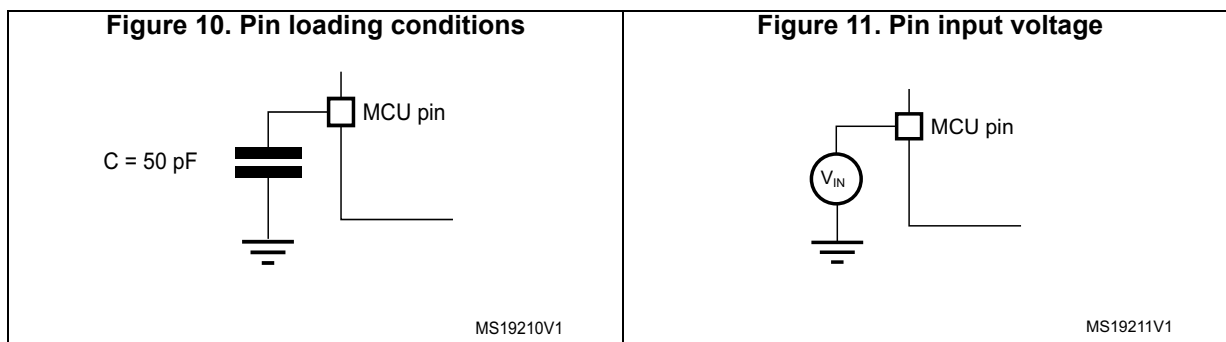 Figure 10. Pin loading conditions
MCU pin
C = 50 pF
MS19210V1
Figure 11. Pin input voltage
MCU pin
VIN
MS19211V1